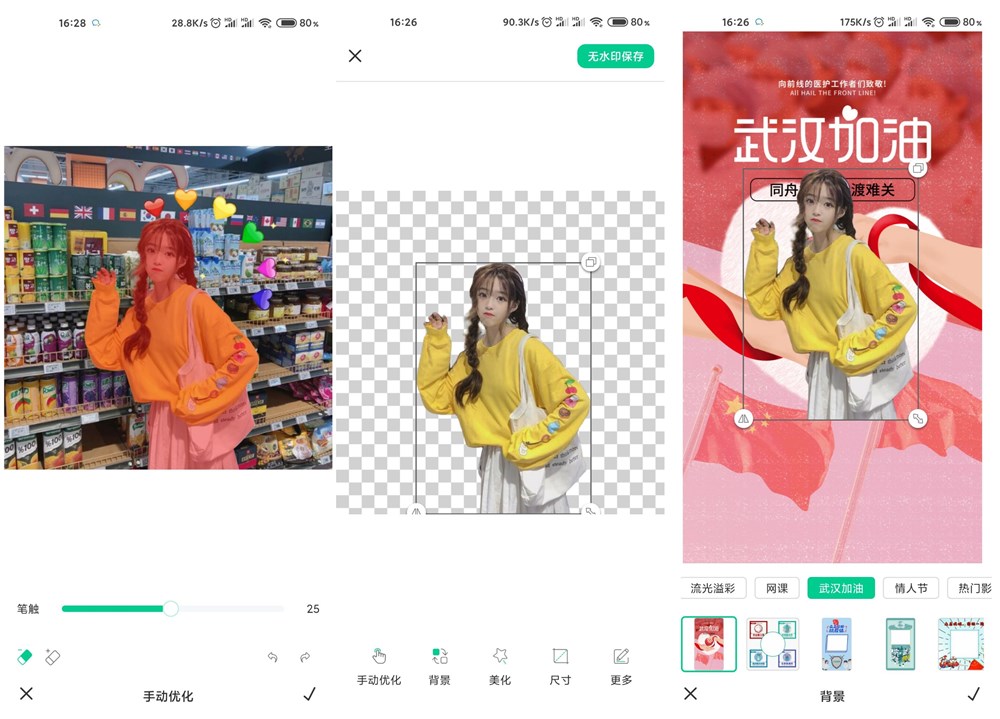 16:28
28.8K/s
80%
%100
%100
%100
笔触
25
手动优化
16:26
90.3K/s
80%
无水印保存
手动优化
背景
美化
尺寸
更多
16:26
175K/s
80%
向前线的医护工作者们致敬!
All HAIL THE FRONT LINE!
武汉加油
同舟
渡难关
流光溢彩
网课
武汉加油
情人节
热门影
背景